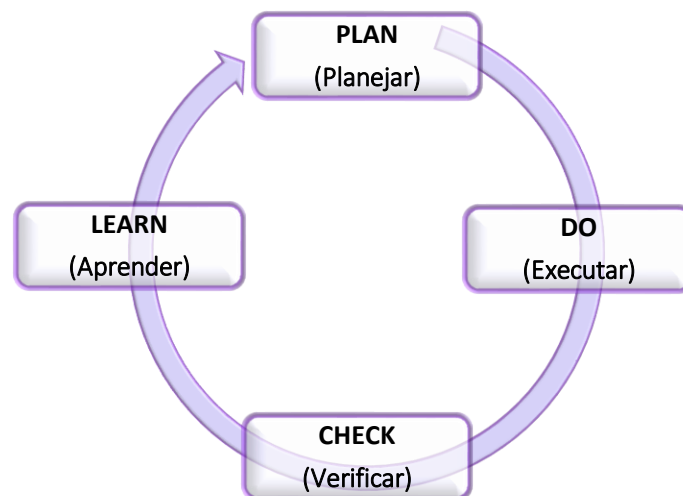 PLAN
(Planejar)
DO
(Executar)
CHECK
(Verificar)
LEARN
(Aprender)